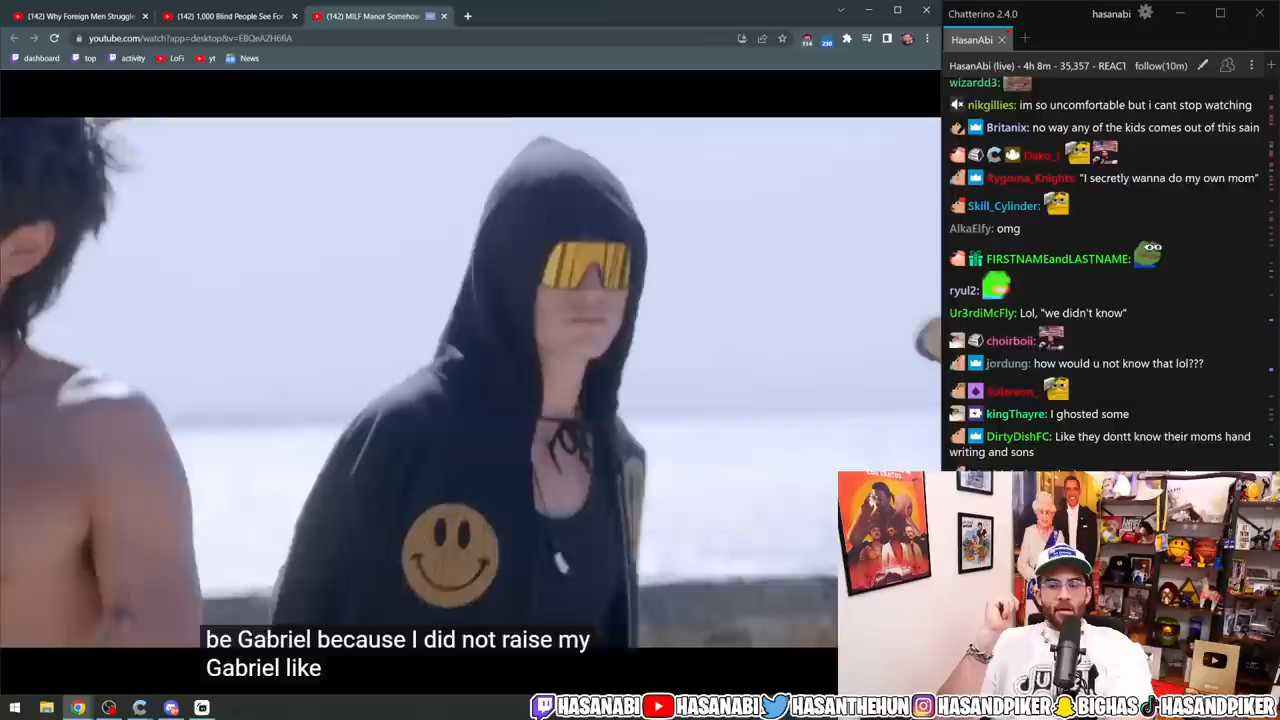 (142) Why Foreign Men Struggle
(142) 1,000 Blind People See For
(142) MILF Manor Somehow
Chatterino 2.4.0
hasanabi
youtube.com/watch?app=desktop&v=EBQeAZH6flA
HasanAbi
dashboard
top
activity
LoFi
yt
News
HasanAbi (live) - 4h 8m - 35,357 - REACT
follow(10m)
wizardd3:
nikgillies: im so uncomfortable but i cant stop watching
Britanix: no way any of the kids comes out of this sain
Dako_i
Rygoma_Knights: "I secretly wanna do my own mom"
Skill_Cylinder:
AlkaElfy: omg
FIRSTNAMEandLASTNAME:
ryul2:
Ur3rdiMcFly: Lol, "we didn't know"
choirboii:
jordung: how would u not know that lol???
kingThayre: I ghosted some
DirtyDishFC: Like they dontt know their moms hand
writing and sons
be Gabriel because I did not raise my
Gabriel like
HASANABI
HASANABI
HASANTHEHUN
HASANDPIKER
BIGHAS
HASANDPIKER